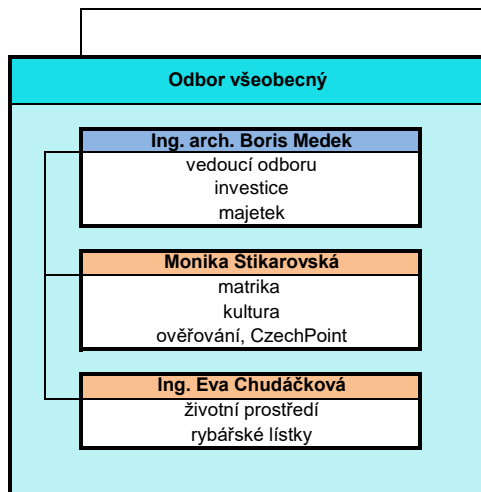 Odbor všeobecný
Ing. arch. Boris Medek
vedoucí odboru
investice
majetek
Monika Stikarovská
matrika
kultura
ověřování, CzechPoint
Ing. Eva Chudáčková
životní prostředí
rybářské lístky